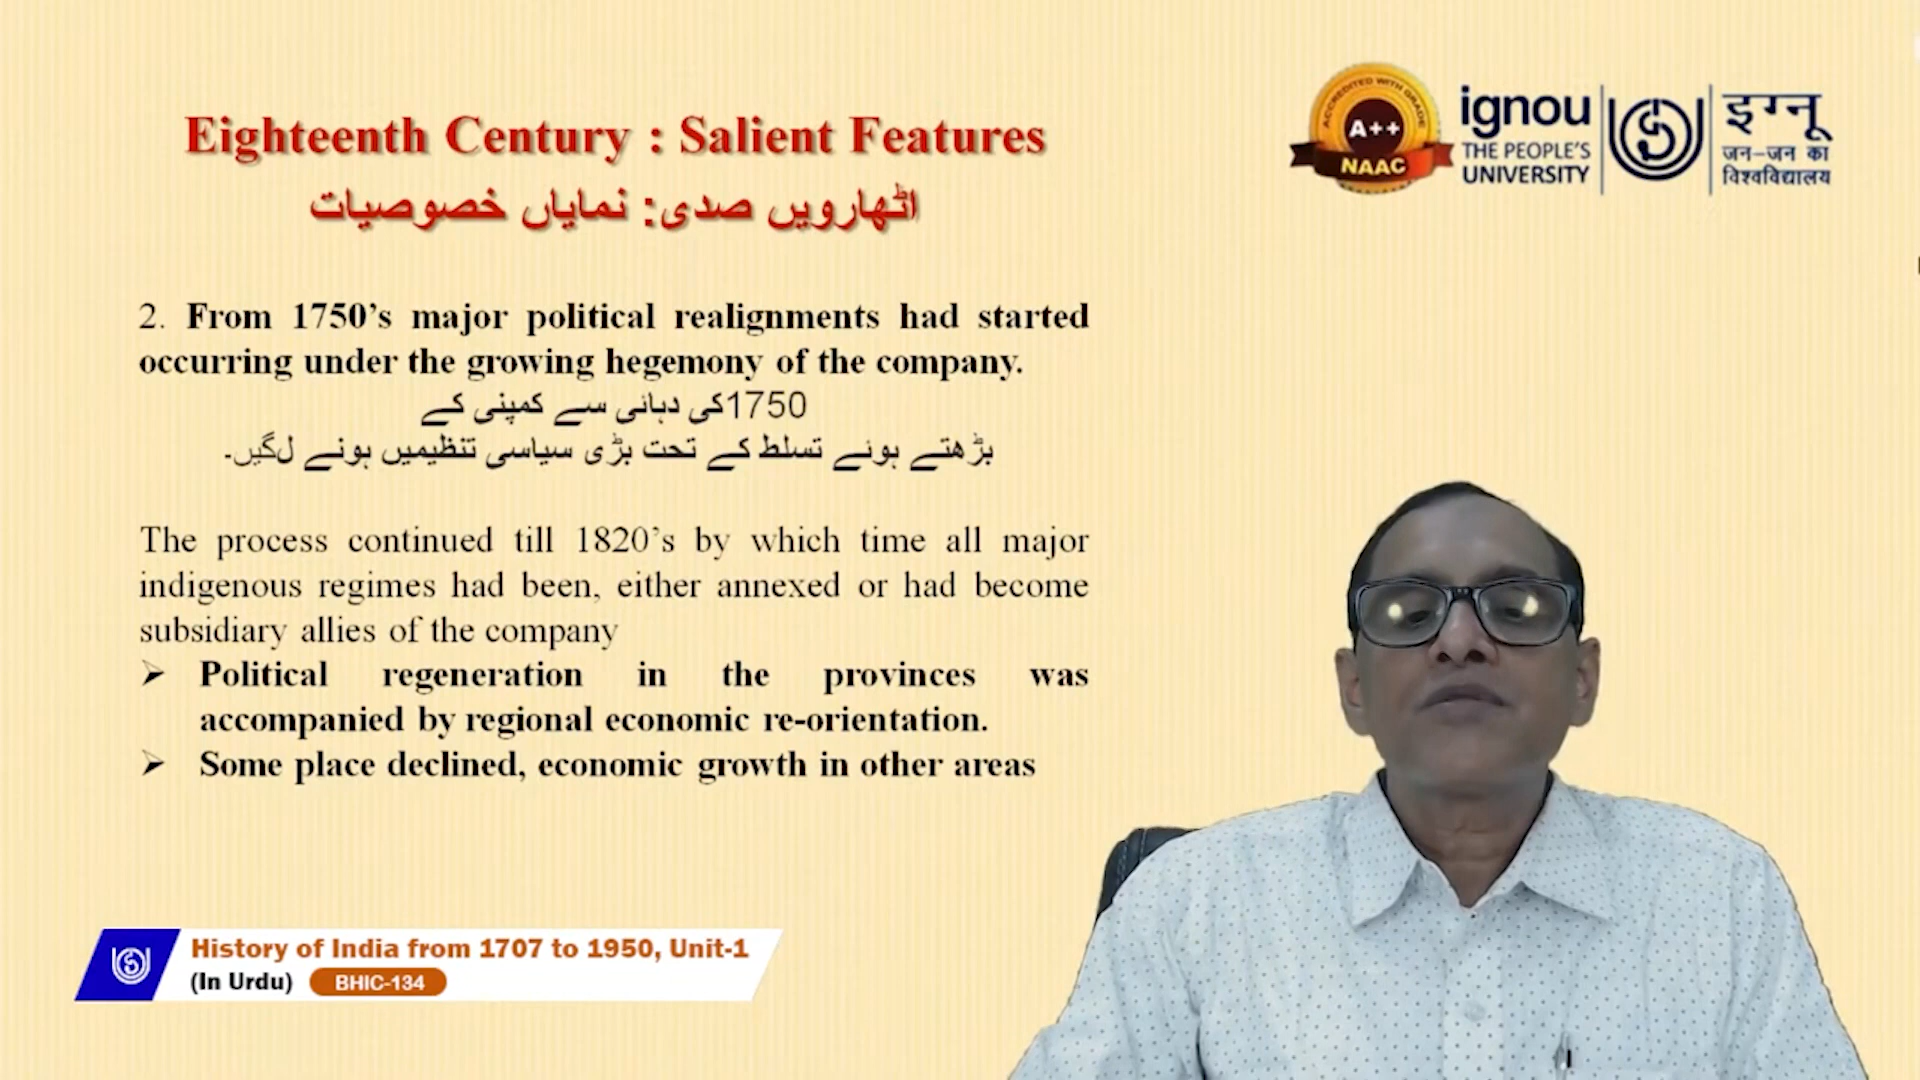 Eighteenth Century : Salient Features
اٹھارویں صدی: نمایاں خصوصیات
ACCREDITED WITH GRADE
A++
NAAC
ignou
THE PEOPLE'S
UNIVERSITY
इग्नू
जन-जन का
विश्वविद्यालय
2. From 1750's major political realignments had started
occurring under the growing hegemony of the company.
1750کی دہائی سے کمپنی کے
بڑھتے ہوئے تسلط کے تحت بڑی سیاسی تنظیمیں ہونے لگیں۔
The process continued till 1820's by which time all major
indigenous regimes had been, either annexed or had become
subsidiary allies of the company
➢ Political regeneration in the provinces was
accompanied by regional economic re-orientation.
➢ Some place declined, economic growth in other areas
History of India from 1707 to 1950, Unit-1
(In Urdu) BHIC-134